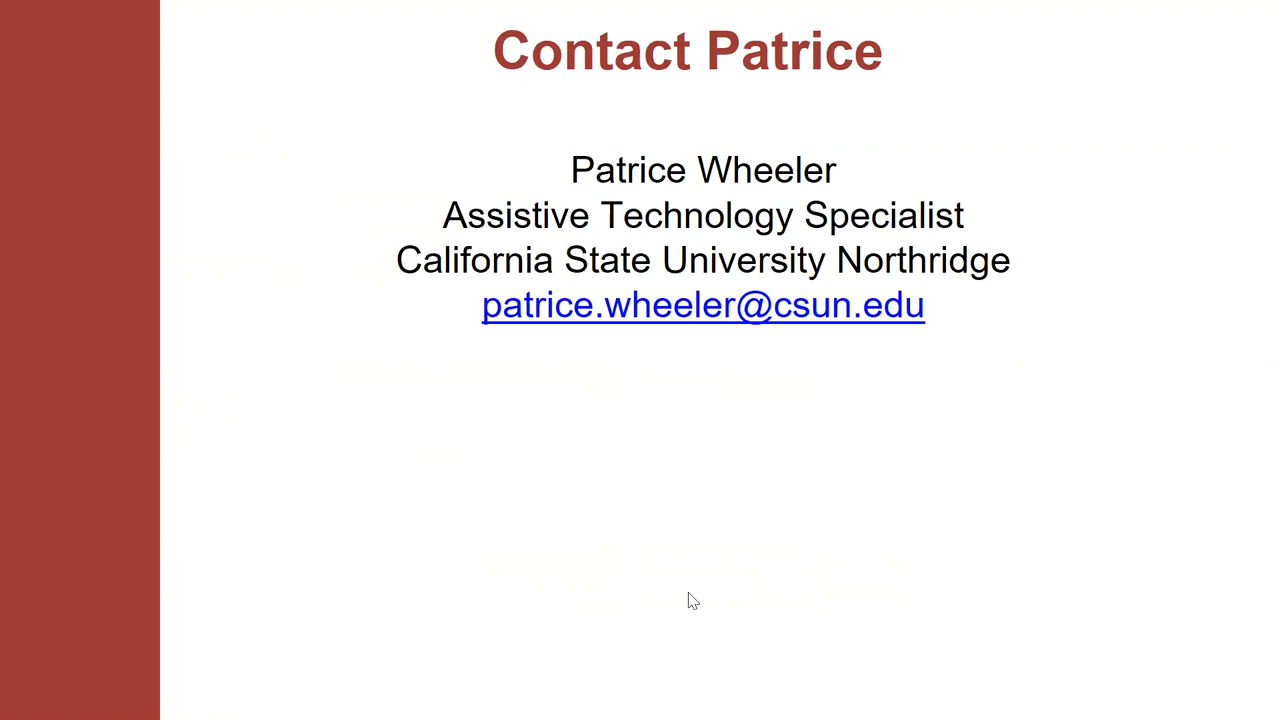 Contact Patrice
Patrice Wheeler
Assistive Technology Specialist
California State University Northridge
patrice.wheeler@csun.edu